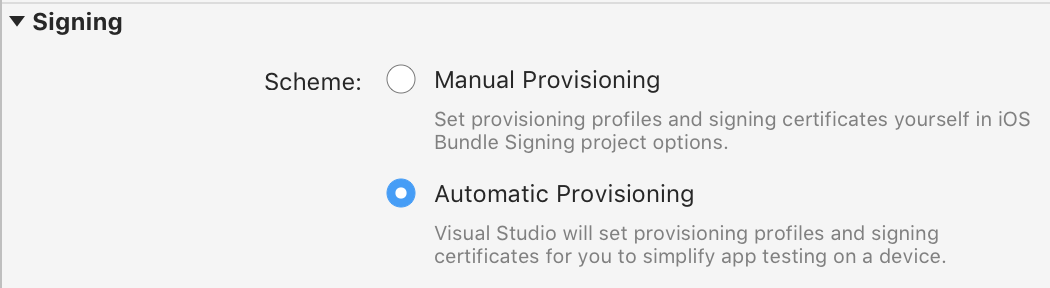 Signing
Scheme:
Manual Provisioning
Set provisioning profiles and signing certificates yourself in iOS
Bundle Signing project options.
Automatic Provisioning
Visual Studio will set provisioning profiles and signing
certificates for you to simplify app testing on a device.